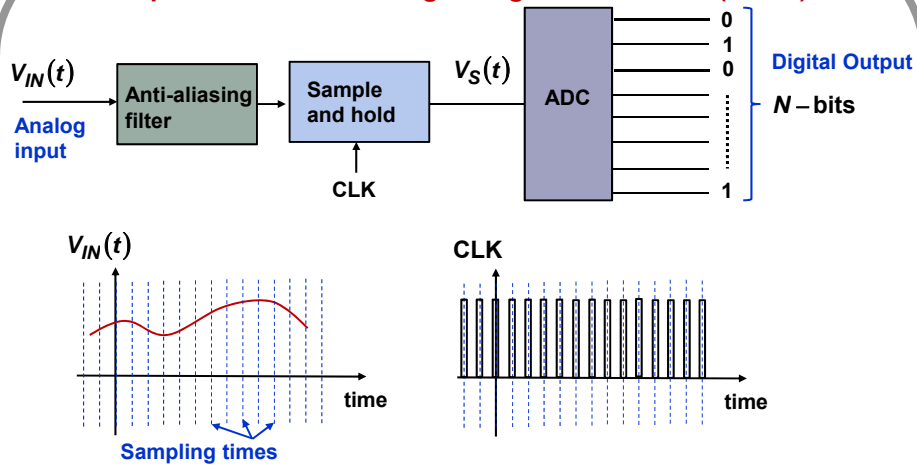 V_IN(t)
Analog
input
Anti-aliasing
filter
Sample
and hold
CLK
V_S(t)
ADC
0
1
0
1
Digital Output
N – bits
V_IN(t)
time
Sampling times
CLK
time